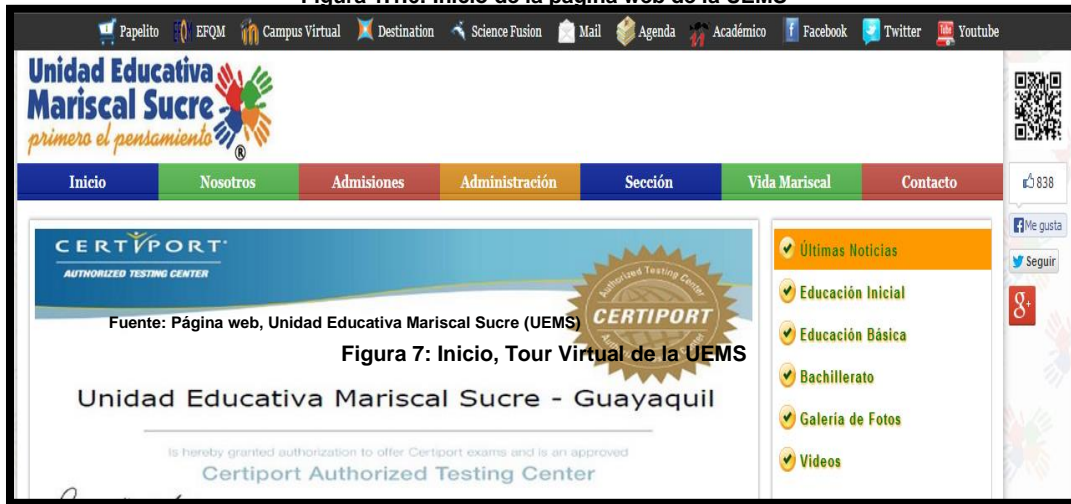 Inicio de la página web de la UEMS
Papelito EFQM Campus Virtual Destination Science Fusion Mail Agenda Académico Facebook Twitter Youtube
Unidad Educativa
Mariscal Sucre
primero el pensamiento
®
Inicio Nosotros Admisiones Administración Sección Vida Mariscal Contacto
838
Me gusta
Seguir
g+
CERTIPORT
AUTHORIZED TESTING CENTER
Authorized Testing Center
CERTIPORT
Fuente: Página web, Unidad Educativa Mariscal Sucre (UEMS)
Figura 7: Inicio, Tour Virtual de la UEMS
Unidad Educativa Mariscal Sucre - Guayaquil
Is hereby granted authorization to offer Certiport exams and is an approved
Certiport Authorized Testing Center
Últimas Noticias
Educación Inicial
Educación Básica
Bachillerato
Galería de Fotos
Videos